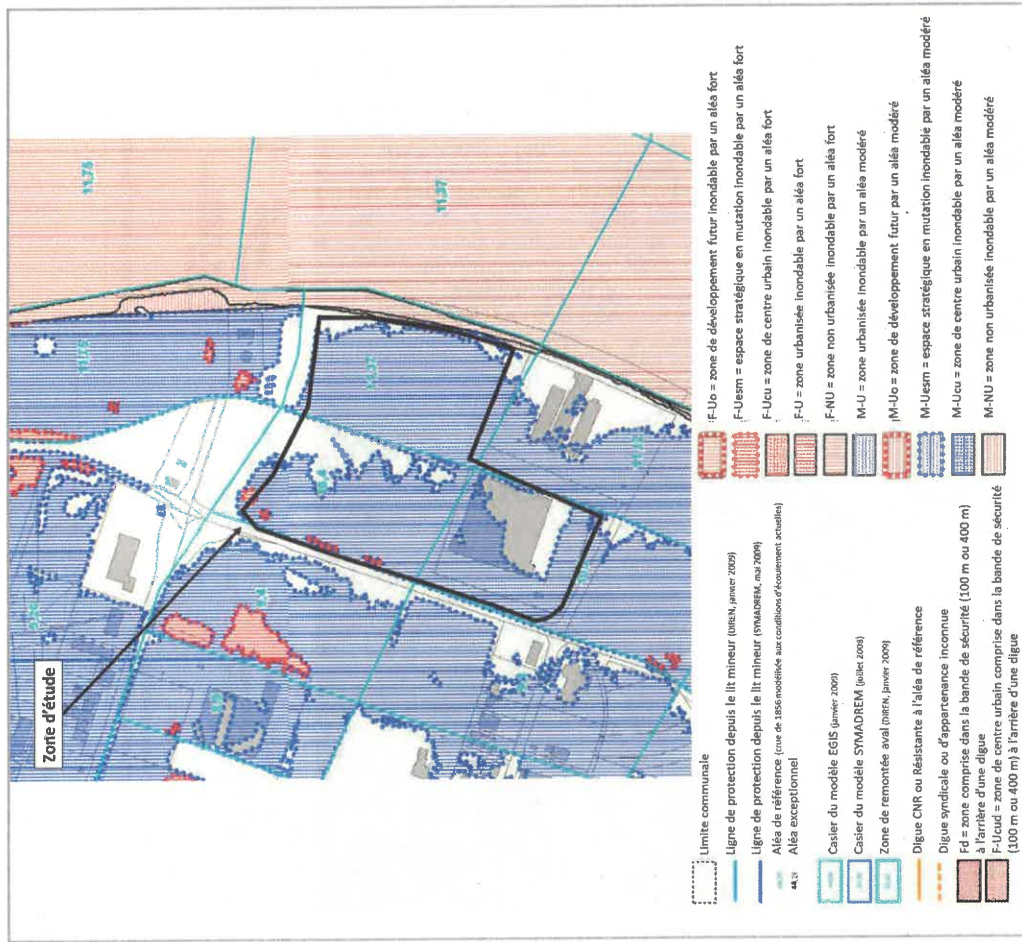 Zone d'étude
11,75
11,37
Limite communale
Ligne de protection depuis le lit mineur (DIREN, janvier 2009)
Ligne de protection depuis le lit mineur (SYMADREM, mai 2009)
Aléa de référence (crue de 1856 modélisée aux conditions d'écoulement actuelles)
Aléa exceptionnel
Casier du modèle EGIS (janvier 2009)
Casier du modèle SYMADREM (juillet 2008)
Zone de remontée aval (DIREN, janvier 2009)
Digue CNR ou Résistante à l'aléa de référence
Digue syndicale ou d'appartenance inconnue
Fd = zone comprise dans la bande de sécurité (100 m ou 400 m)
à l'arrière d'une digue
F-Ucud = zone de centre urbain comprise dans la bande de sécurité
(100 m ou 400 m) à l'arrière d'une digue
F-Uo = zone de développement futur inondable par un aléa fort
F-Uesm = espace stratégique en mutation inondable par un aléa fort
F-Ucu = zone de centre urbain inondable par un aléa fort
F-U = zone urbanisée inondable par un aléa fort
F-NU = zone non urbanisée inondable par un aléa fort
M-U = zone urbanisée inondable par un aléa modéré
M-Uo = zone de développement futur par un aléa modéré
M-Uesm = espace stratégique en mutation inondable par un aléa modéré
M-Ucu = zone de centre urbain inondable par un aléa modéré
M-NU = zone non urbanisée inondable par un aléa modéré